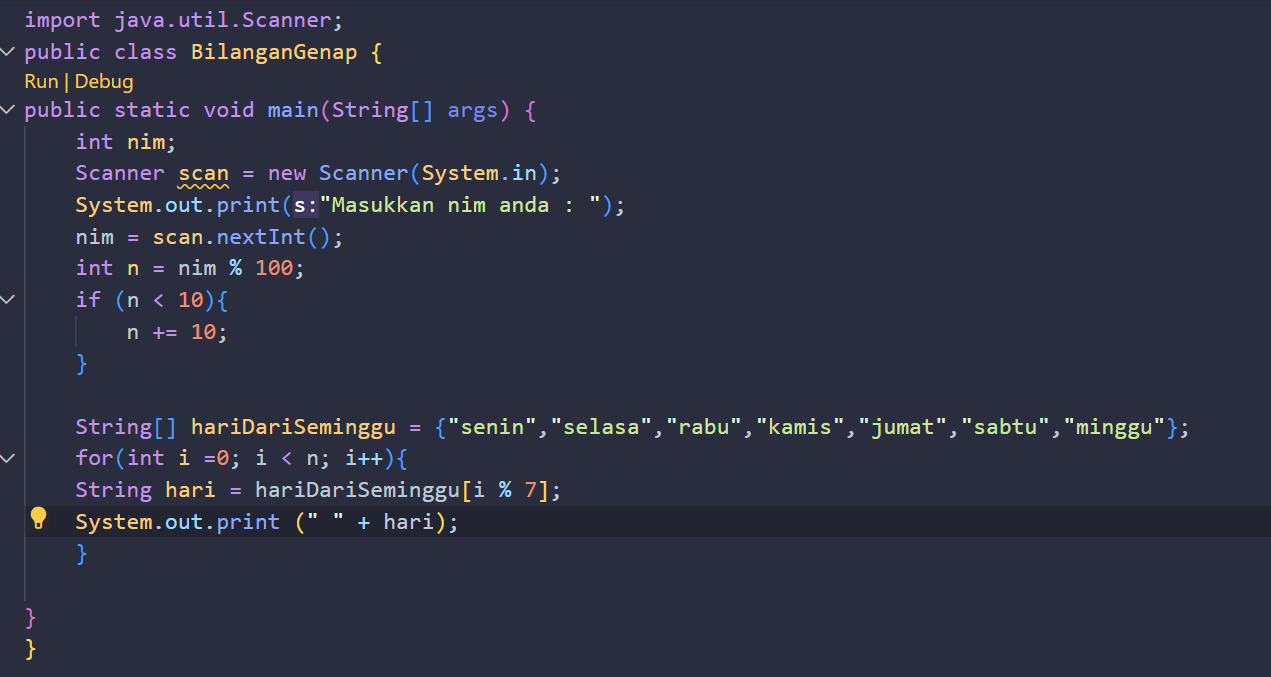 import java.util.Scanner;
public class BilanganGenap {
Run | Debug
public static void main(String[] args) {
    int nim;
    Scanner scan = new Scanner(System.in);
    System.out.print(s:"Masukkan nim anda : ");
    nim = scan.nextInt();
    int n = nim % 100;
    if (n < 10){
        n += 10;
    }
    String[] hariDariSeminggu = {"senin","selasa","rabu","kamis","jumat","sabtu","minggu"};
    for(int i =0; i < n; i++){
    String hari = hariDariSeminggu[i % 7];
    System.out.print (" " + hari);
    }
}
}